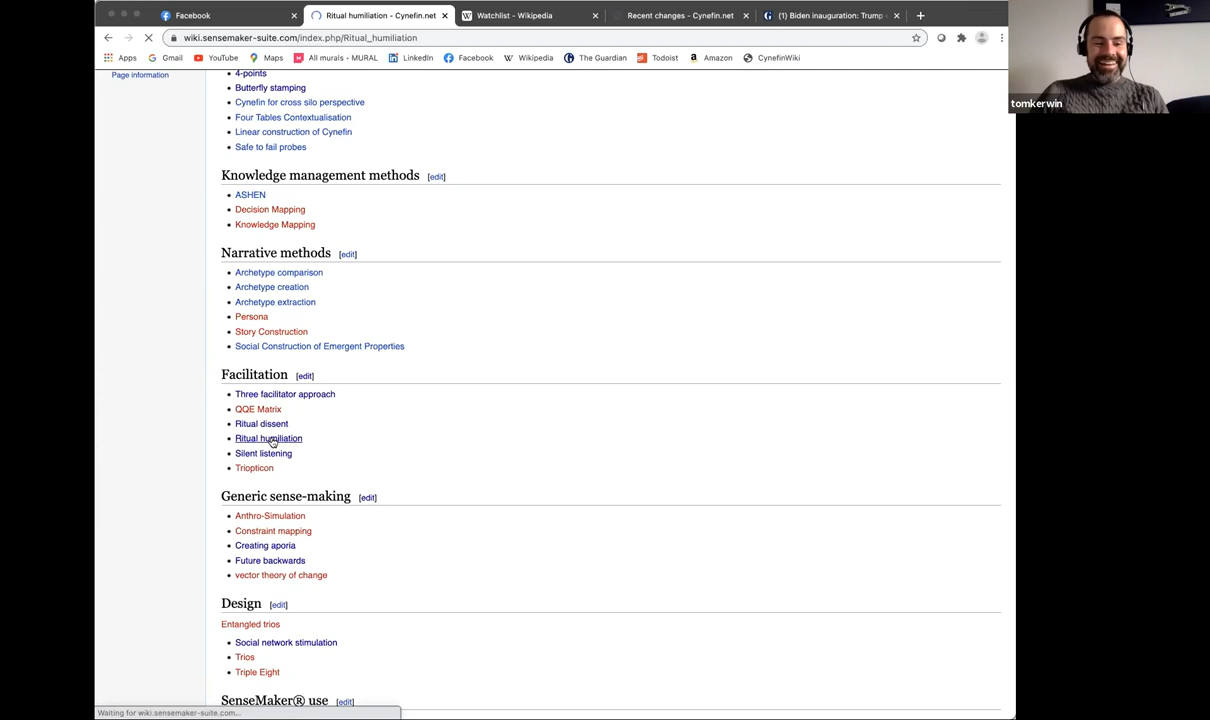 Facebook
Ritual humiliation - Cynefin.net
Watchlist - Wikipedia
Recent changes - Cynefin.net
(1) Biden inauguration: Trump
wiki.sensemaker-suite.com/index.php/Ritual_humiliation
Apps Gmail YouTube Maps All murals • MURAL LinkedIn Facebook Wikipedia The Guardian Todoist Amazon CynefinWiki
tomkerwin
Page information
4-points
Butterfly stamping
Cynefin for cross silo perspective
Four Tables Contextualisation
Linear construction of Cynefin
Safe to fail probes
Knowledge management methods [edit]
ASHEN
Decision Mapping
Knowledge Mapping
Narrative methods [edit]
Archetype comparison
Archetype creation
Archetype extraction
Persona
Story Construction
Social Construction of Emergent Properties
Facilitation [edit]
Three facilitator approach
QQE Matrix
Ritual dissent
Ritual humiliation
Silent listening
Triopticon
Generic sense-making [edit]
Anthro-Simulation
Constraint mapping
Creating aporia
Future backwards
vector theory of change
Design [edit]
Entangled trios
Social network stimulation
Trios
Triple Eight
SenseMaker® use [edit]
Waiting for wiki.sensemaker-suite.com...